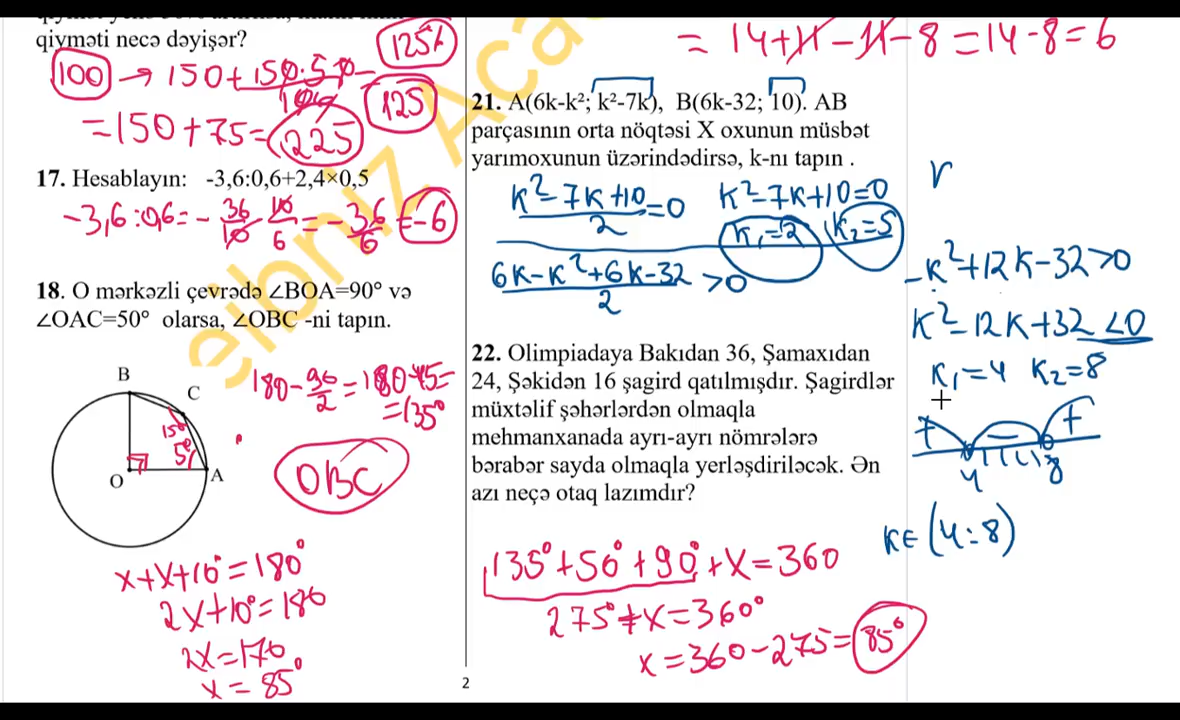 qiyməti necə dəyişər?
125%
100 → 150 + 150·50 / 100 =
125
= 150 + 75 = 225
17. Hesablayın: -3,6:0,6+2,4×0,5
-3,6 : 0,6 = - 36/10 · 10/6 = - 36/6 = -6
18. O mərkəzli çevrədə ∠BOA=90° və
∠OAC=50° olarsa, ∠OBC -ni tapın.
B
C
O
A
180 - 90/2 = 180-45=
= 135°
OBC
x+x+10°=180°
2x+10°=180
2x=170
x = 85°
= 14+x-x-8=14-8=6
21. A(6k-k²; k²-7k), B(6k-32; 10). AB
parçasının orta nöqtəsi X oxunun müsbət
yarımoxunun üzərindədirsə, k-nı tapın .
k²-7k+10 / 2 = 0
k²-7k+10=0
k₁=2 k₂=5
6k-k²+6k-32 / 2 > 0
-k²+12k-32>0
k²-12k+32<0
k₁=4 k₂=8
+ - +
4 8
k∈(4;8)
22. Olimpiadaya Bakıdan 36, Şamaxıdan
24, Şəkidən 16 şagird qatılmışdır. Şagirdlər
müxtəlif şəhərlərdən olmaqla
mehmanxanada ayrı-ayrı nömrələrə
bərabər sayda olmaqla yerləşdiriləcək. Ən
azı neçə otaq lazımdır?
135°+50°+90°+x=360
275°+x=360°
x=360-275=85°
2
eibniz Aca